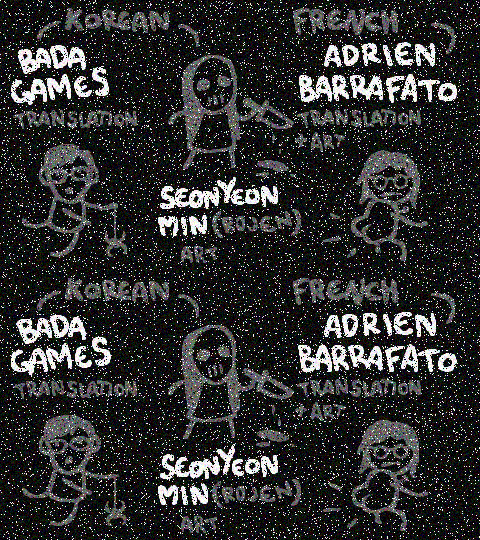 KOREAN
BADA
GAMES
TRANSLATION
SEONYEON
MIN (ROJEN)
ART
FRENCH
ADRIEN
BARRAFATO
TRANSLATION
+ ART
KOREAN
BADA
GAMES
TRANSLATION
SEONYEON
MIN (ROJEN)
ART
FRENCH
ADRIEN
BARRAFATO
TRANSLATION
+ ART